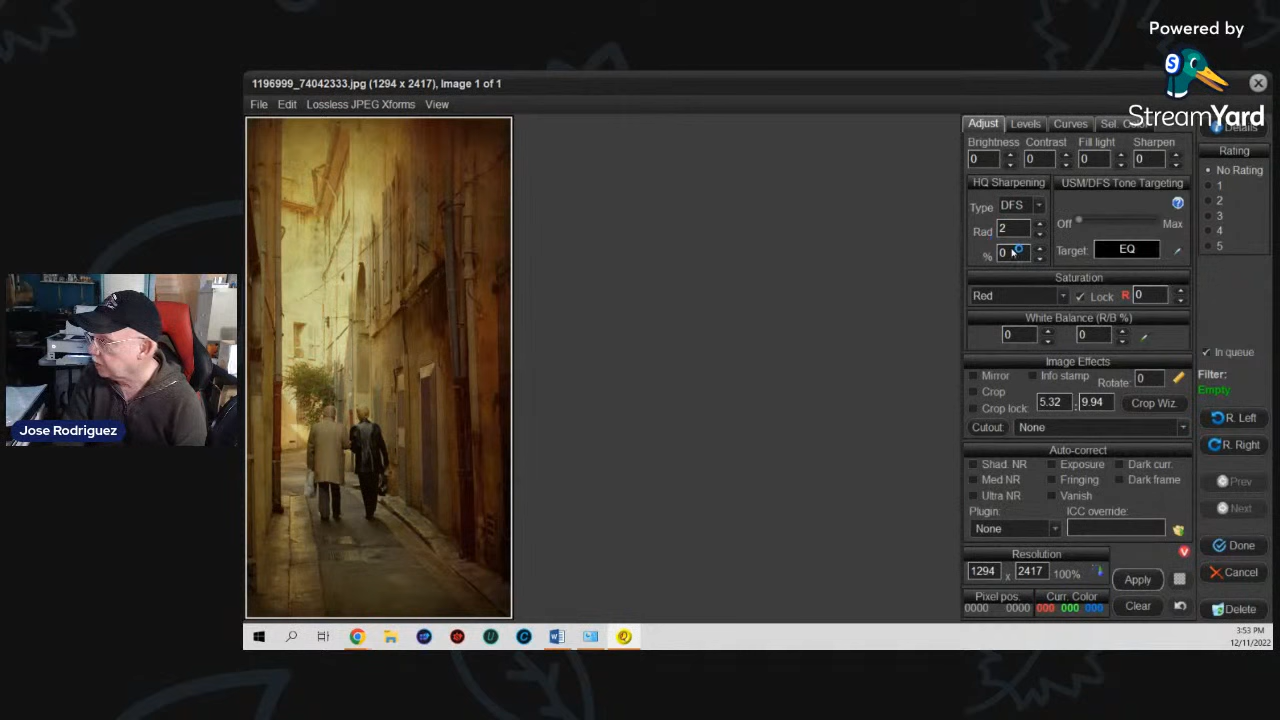 Powered by
StreamYard
1196999_74042333.jpg (1294 x 2417), Image 1 of 1
File Edit Lossless JPEG Xforms View
Adjust Levels Curves Sel. Details
Brightness Contrast Fill light Sharpen
0 0 0 0
Rating
No Rating
1
2
3
4
5
HQ Sharpening
Type DFS
Rad 2
% 0
USM/DFS Tone Targeting
Off Max
Target: EQ
Saturation
Red Lock R 0
White Balance (R/B %)
0 0
Image Effects
Mirror Info stamp Rotate: 0
Crop
Crop lock: 5.32 : 9.94 Crop Wiz.
Cutout: None
In queue
Filter:
Empty
R. Left
R. Right
Auto-correct
Shad. NR Exposure Dark curr.
Med NR Fringing Dark frame
Ultra NR Vanish
Plugin: ICC override:
None
Prev
Next
Done
Cancel
Delete
Resolution
1294 x 2417 100%
Apply
Pixel pos. Curr. Color
0000 0000 000 000 000
Clear
Jose Rodriguez
3:53 PM
12/11/2022